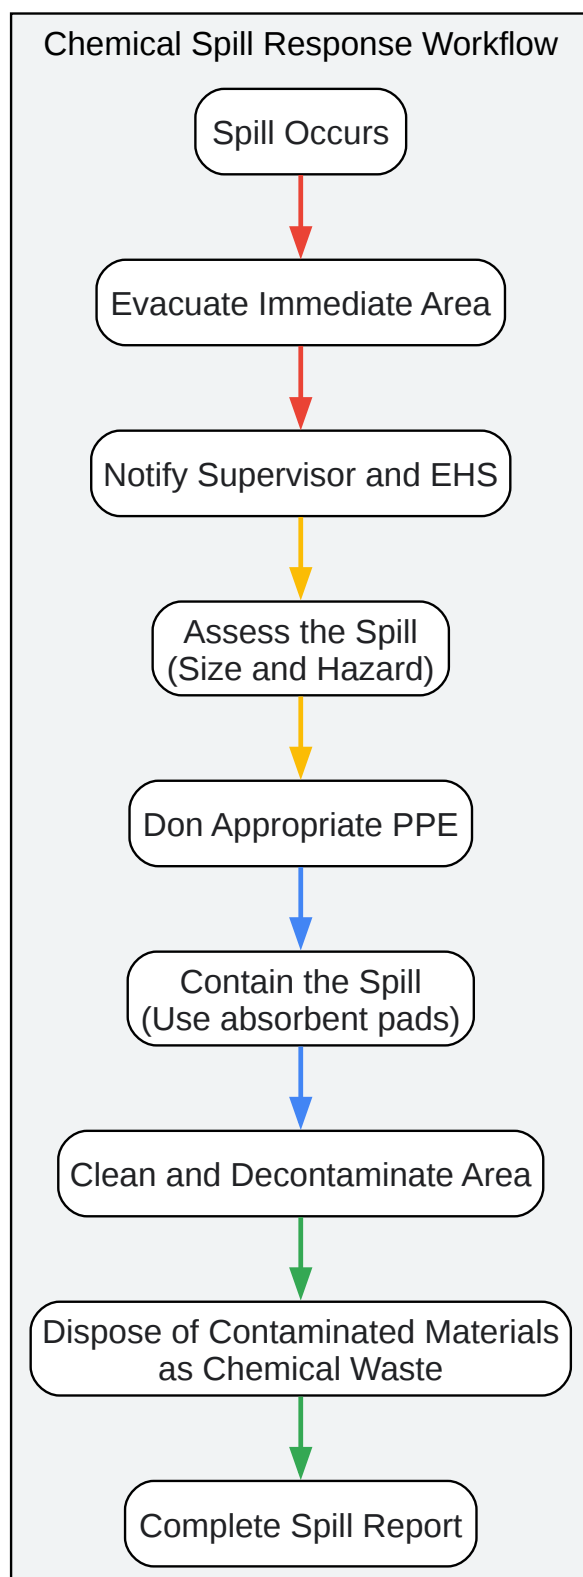 Chemical Spill Response Workflow
Spill Occurs
Evacuate Immediate Area
Notify Supervisor and EHS
Assess the Spill
(Size and Hazard)
Don Appropriate PPE
Contain the Spill
(Use absorbent pads)
Clean and Decontaminate Area
Dispose of Contaminated Materials
as Chemical Waste
Complete Spill Report